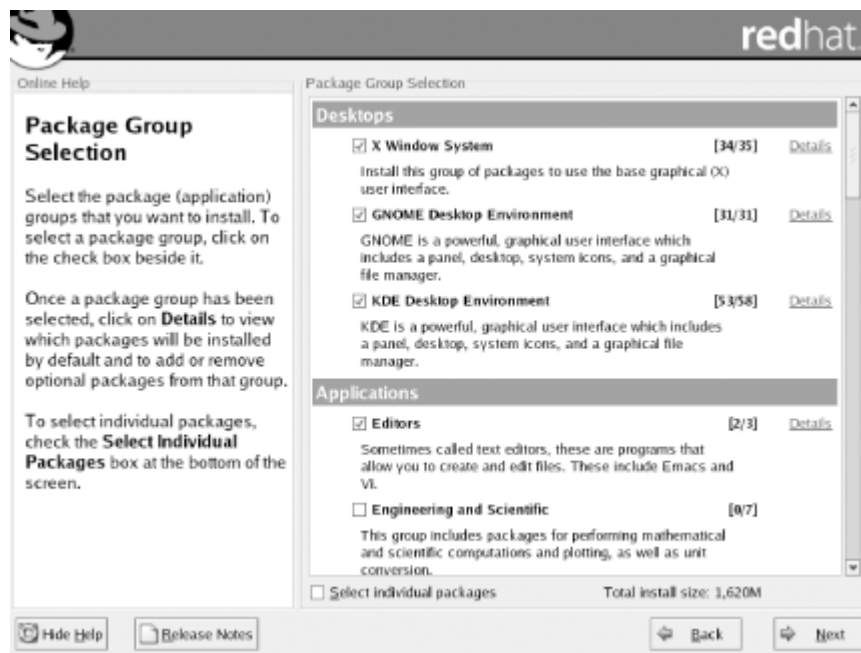 redhat.
Online Help
Package Group
Selection
Select the package (application)
groups that you want to install. To
select a package group, click on
the check box beside it.
Once a package group has been
selected, click on Details to view
which packages will be installed
by default and to add or remove
optional packages from that group.
To select individual packages,
check the Select Individual
Packages box at the bottom of the
screen.
Package Group Selection
Desktops
X Window System [34/35] Details
Install this group of packages to use the base graphical (X)
user interface.
GNOME Desktop Environment [31/31] Details
GNOME is a powerful, graphical user interface which
includes a panel, desktop, system icons, and a graphical
file manager.
KDE Desktop Environment [53/58] Details
KDE is a powerful, graphical user interface which includes
a panel, desktop, system icons, and a graphical file
manager.
Applications
Editors [2/3] Details
Sometimes called text editors, these are programs that
allow you to create and edit files. These include Emacs and
Vi.
Engineering and Scientific [0/7]
This group includes packages for performing mathematical
and scientific computations and plotting, as well as unit
conversion.
Select individual packages Total install size: 1,620M
Hide Help Release Notes Back Next